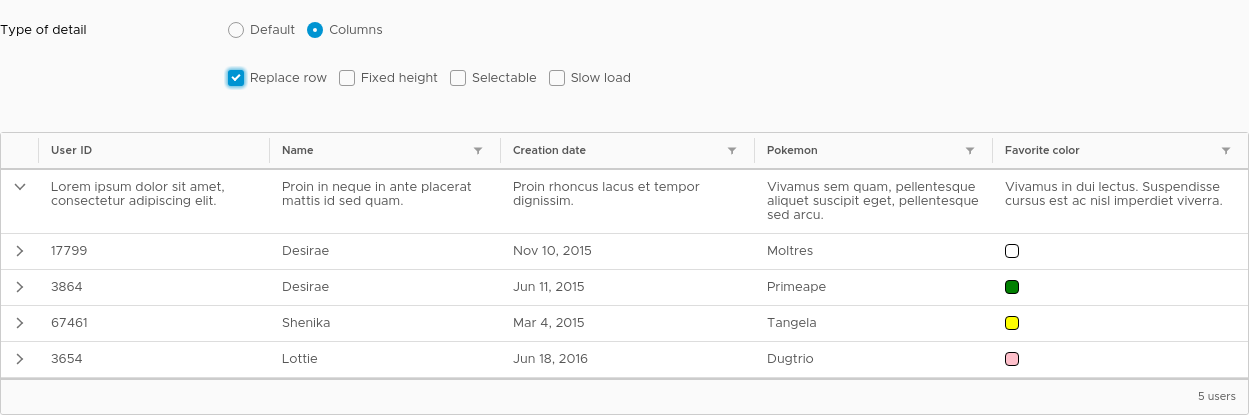 Type of detail Default Columns
Replace row Fixed height Selectable Slow load
User ID Name Creation date Pokemon Favorite color
Lorem ipsum dolor sit amet, Proin in neque in ante placerat Proin rhoncus lacus et tempor Vivamus sem quam, pellentesque Vivamus in dui lectus. Suspendisse
consectetur adipiscing elit. mattis id sed quam. dignissim. aliquet suscipit eget, pellentesque cursus est ac nisl imperdiet viverra.
sed arcu.
17799 Desirae Nov 10, 2015 Moltres
3864 Desirae Jun 11, 2015 Primeape
67461 Shenika Mar 4, 2015 Tangela
3654 Lottie Jun 18, 2016 Dugtrio
5 users